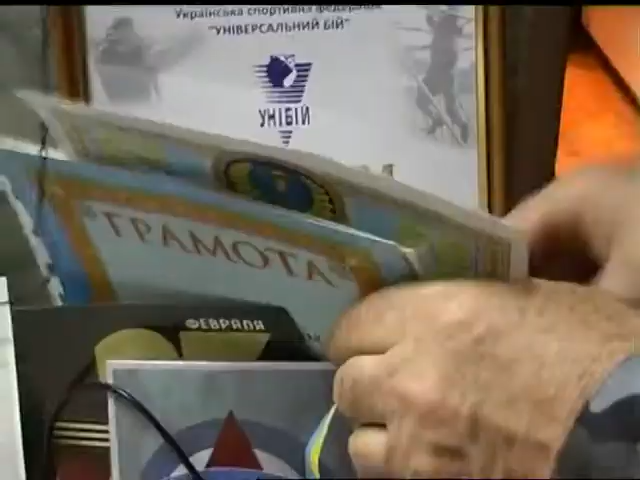 Українська спортивна федерація
"УНІВЕРСАЛЬНИЙ БІЙ"
УНІБІЙ
ГРАМОТА
ФЕВРАЛЯ